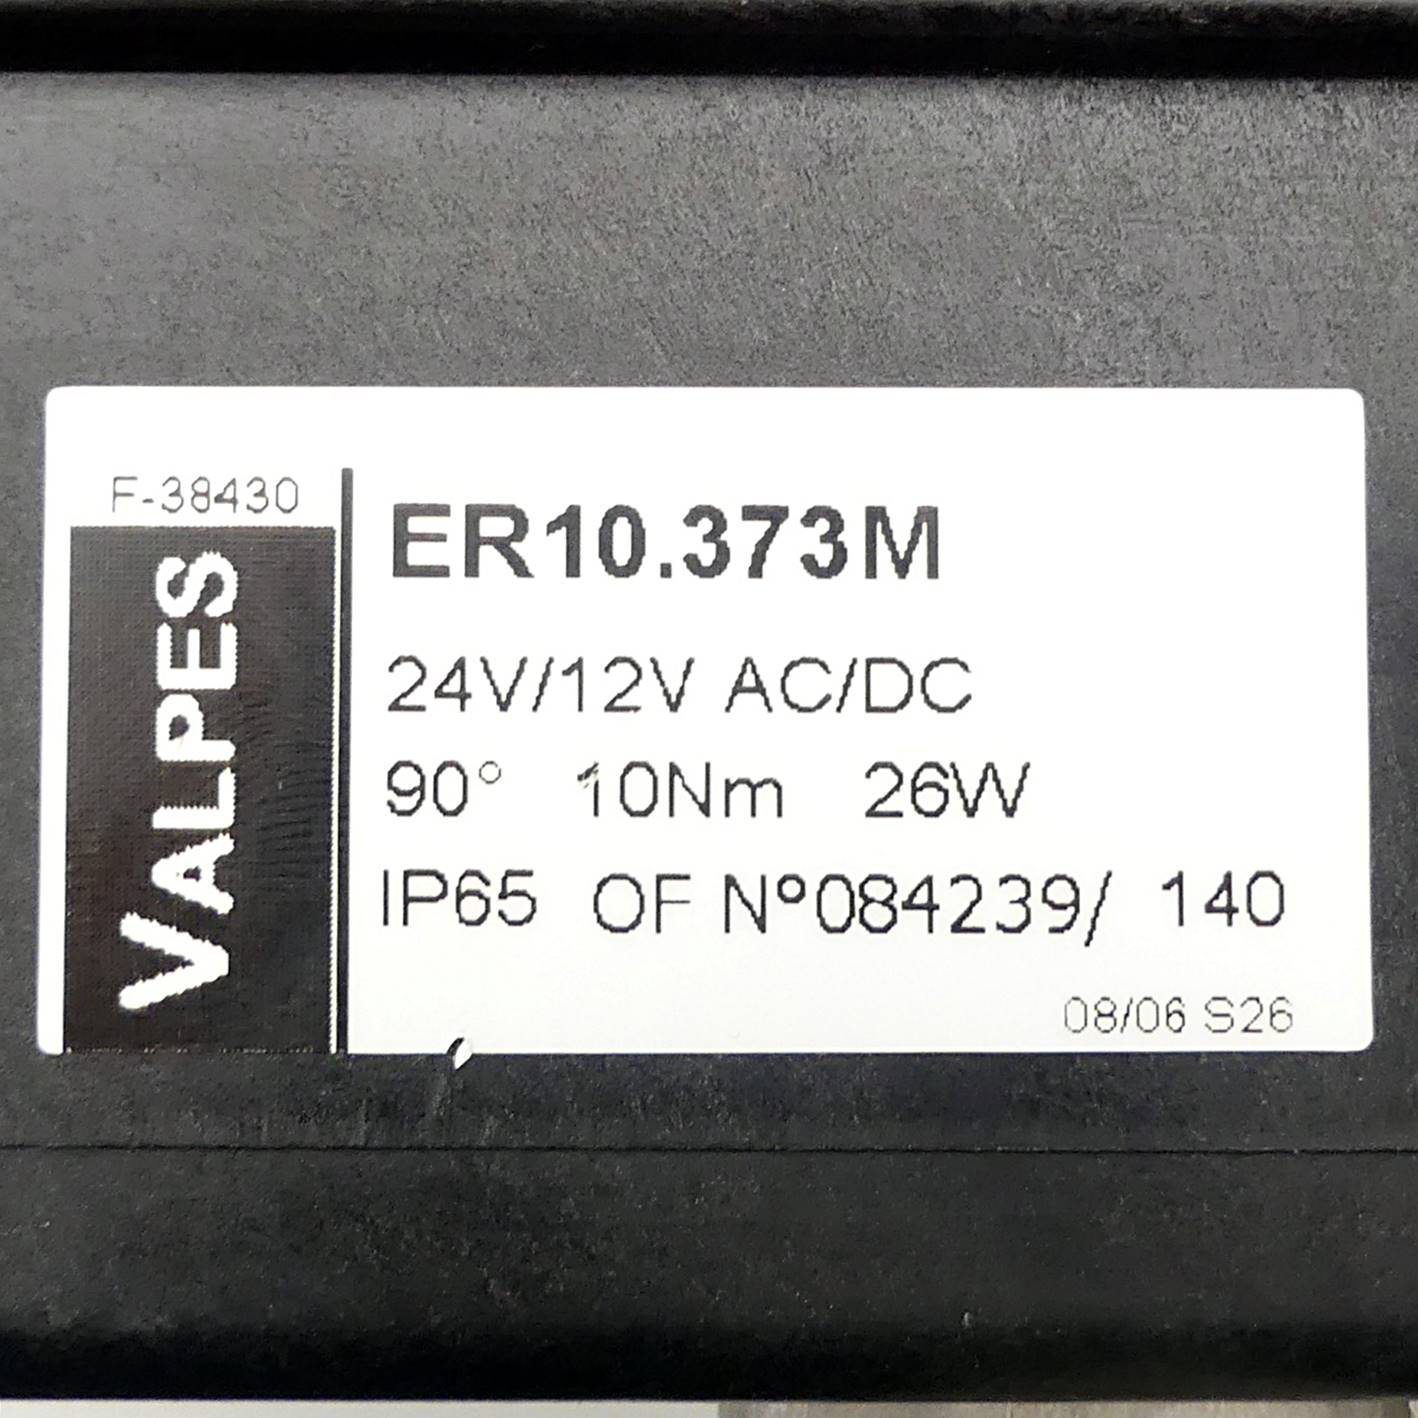 F-38430
VALPES
ER10.373M
24V/12V AC/DC
90° 10Nm 26W
IP65 OF N°084239/ 140
08/06 S26